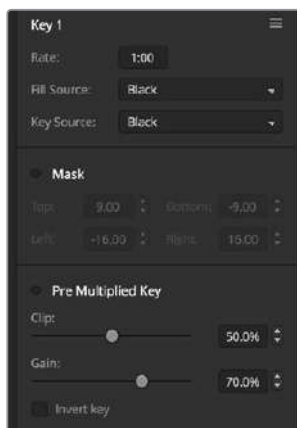 Key 1
Rate: 1:00
Fill Source: Black
Key Source: Black
Mask
Top: 9.00 Bottom: -9.00
Left: -16.00 Right: 16.00
Pre Multiplied Key
Clip:
50.0%
Gain:
70.0%
Invert key